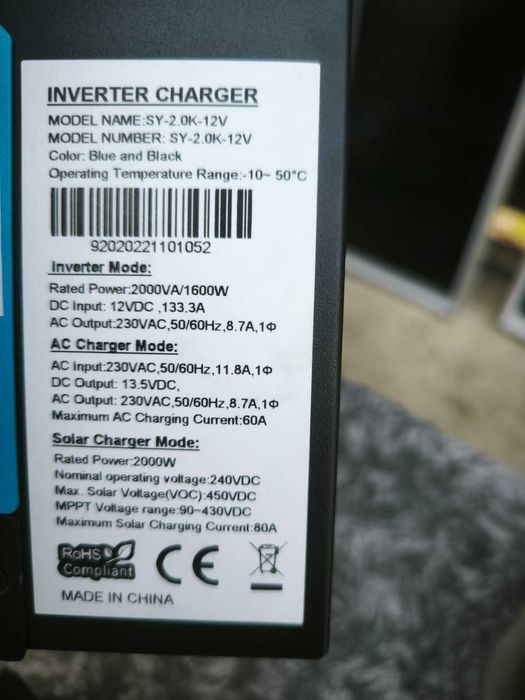 INVERTER CHARGER
MODEL NAME:SY-2.0K-12V
MODEL NUMBER: SY-2.0K-12V
Color: Blue and Black
Operating Temperature Range:-10~ 50°C
92020221101052
Inverter Mode:
Rated Power:2000VA/1600W
DC Input: 12VDC ,133.3A
AC Output:230VAC,50/60Hz,8.7A,1Φ
AC Charger Mode:
AC Input:230VAC,50/60Hz,11.8A,1Φ
DC Output: 13.5VDC,
AC Output: 230VAC,50/60Hz,8.7A,1Φ
Maximum AC Charging Current:60A
Solar Charger Mode:
Rated Power:2000W
Nominal operating voltage:240VDC
Max. Solar Voltage(VOC):450VDC
MPPT Voltage range:90~430VDC
Maximum Solar Charging Current:80A
RoHS
Compliant
CE
MADE IN CHINA